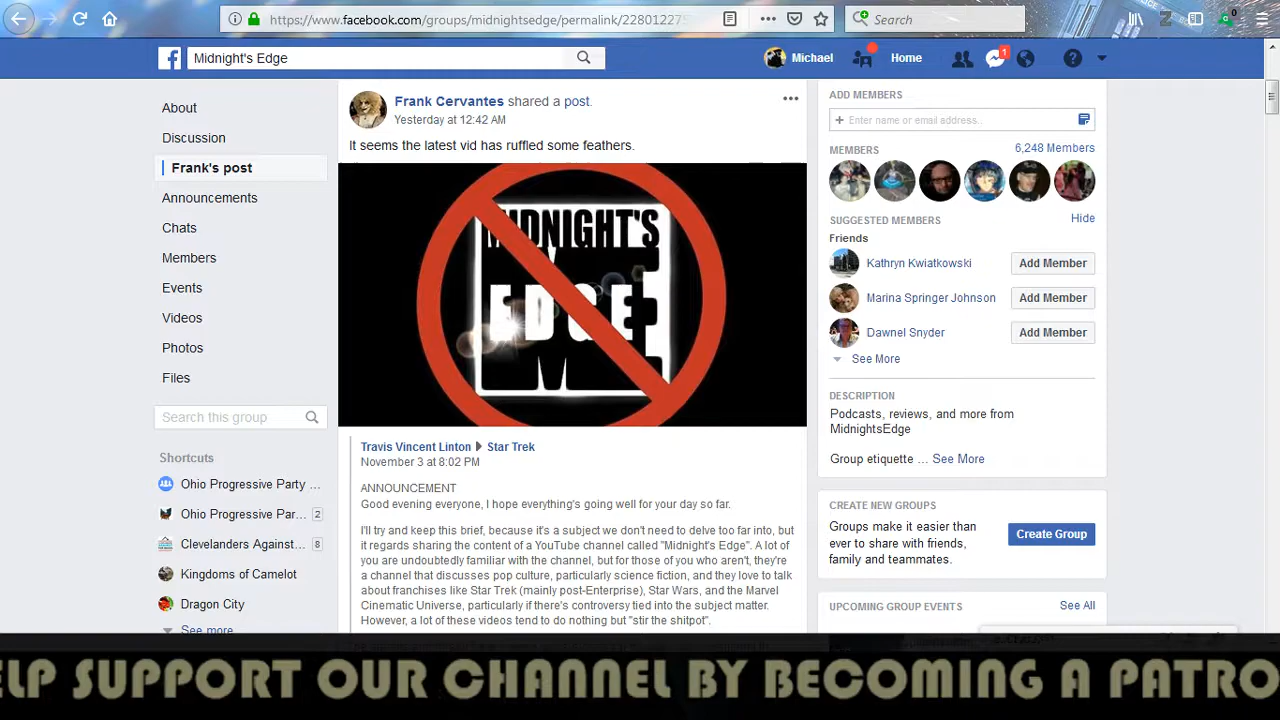 https://www.facebook.com/groups/midnightsedge/permalink/228012275
Search
0
Midnight's Edge
Michael
Home
1
About
Discussion
Frank's post
Announcements
Chats
Members
Events
Videos
Photos
Files
Search this group
Shortcuts
Ohio Progressive Party ...
Ohio Progressive Par... 2
Clevelanders Against... 8
Kingdoms of Camelot
Dragon City
See more
Frank Cervantes shared a post.
Yesterday at 12:42 AM
It seems the latest vid has ruffled some feathers.
MIDNIGHT'S
EDGE
Travis Vincent Linton Star Trek
November 3 at 8:02 PM
ANNOUNCEMENT
Good evening everyone, I hope everything's going well for your day so far.
I'll try and keep this brief, because it's a subject we don't need to delve too far into, but
it regards sharing the content of a YouTube channel called "Midnight's Edge". A lot of
you are undoubtedly familiar with the channel, but for those of you who aren't, they're
a channel that discusses pop culture, particularly science fiction, and they love to talk
about franchises like Star Trek (mainly post-Enterprise), Star Wars, and the Marvel
Cinematic Universe, particularly if there's controversy tied into the subject matter.
However, a lot of these videos tend to do nothing but "stir the shitpot".
ADD MEMBERS
+ Enter name or email address..
MEMBERS 6,248 Members
SUGGESTED MEMBERS Hide
Friends
Kathryn Kwiatkowski Add Member
Marina Springer Johnson Add Member
Dawnel Snyder Add Member
See More
DESCRIPTION
Podcasts, reviews, and more from
MidnightsEdge
Group etiquette ... See More
CREATE NEW GROUPS
Groups make it easier than
ever to share with friends,
family and teammates.
Create Group
UPCOMING GROUP EVENTS See All
ELP SUPPORT OUR CHANNEL BY BECOMING A PATRO